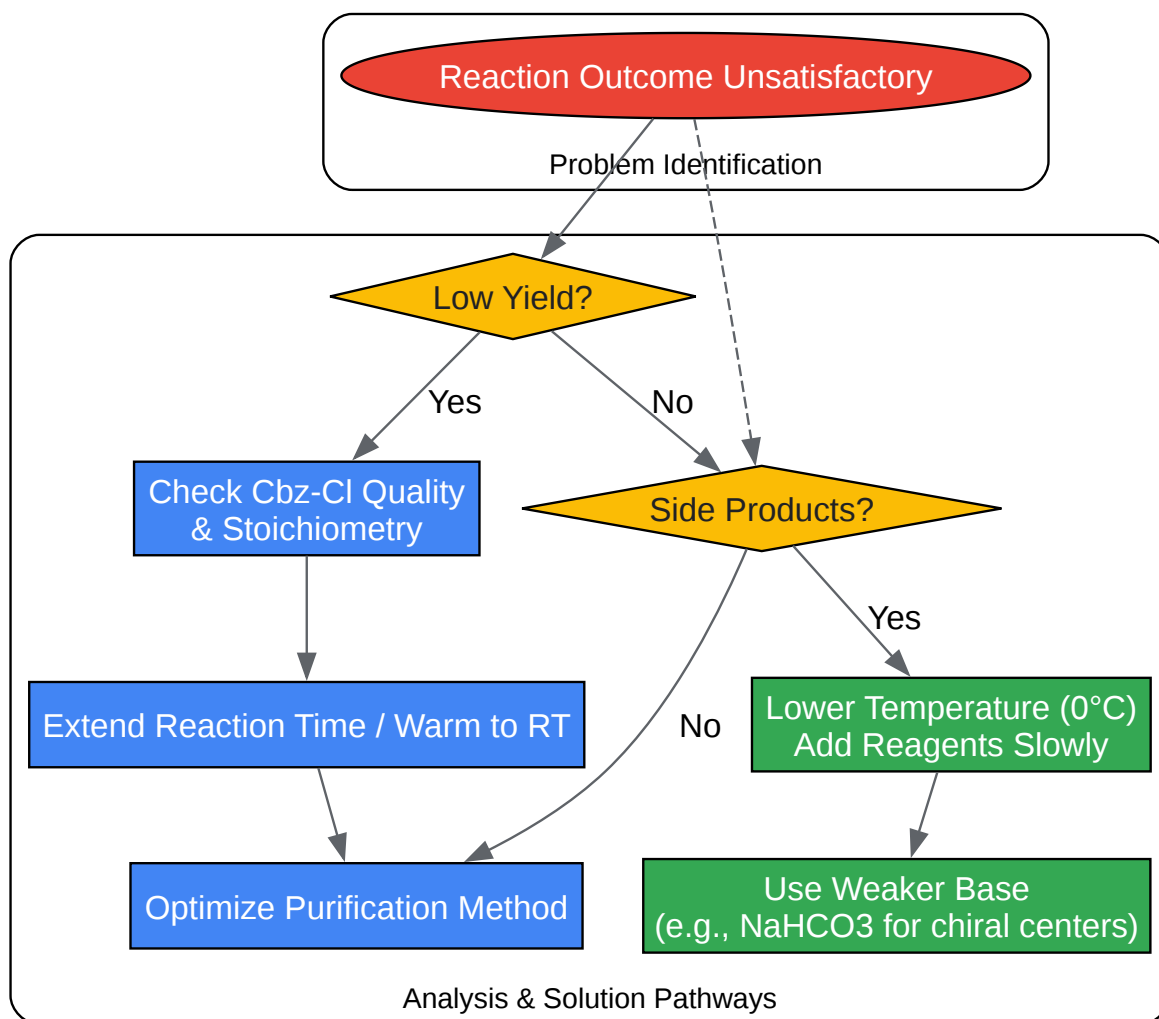 Reaction Outcome Unsatisfactory
Problem Identification
Low Yield?
Yes
No
Check Cbz-Cl Quality
& Stoichiometry
Side Products?
Yes
Extend Reaction Time / Warm to RT
No
Lower Temperature (0°C)
Add Reagents Slowly
Optimize Purification Method
Use Weaker Base
(e.g., NaHCO3 for chiral centers)
Analysis & Solution Pathways